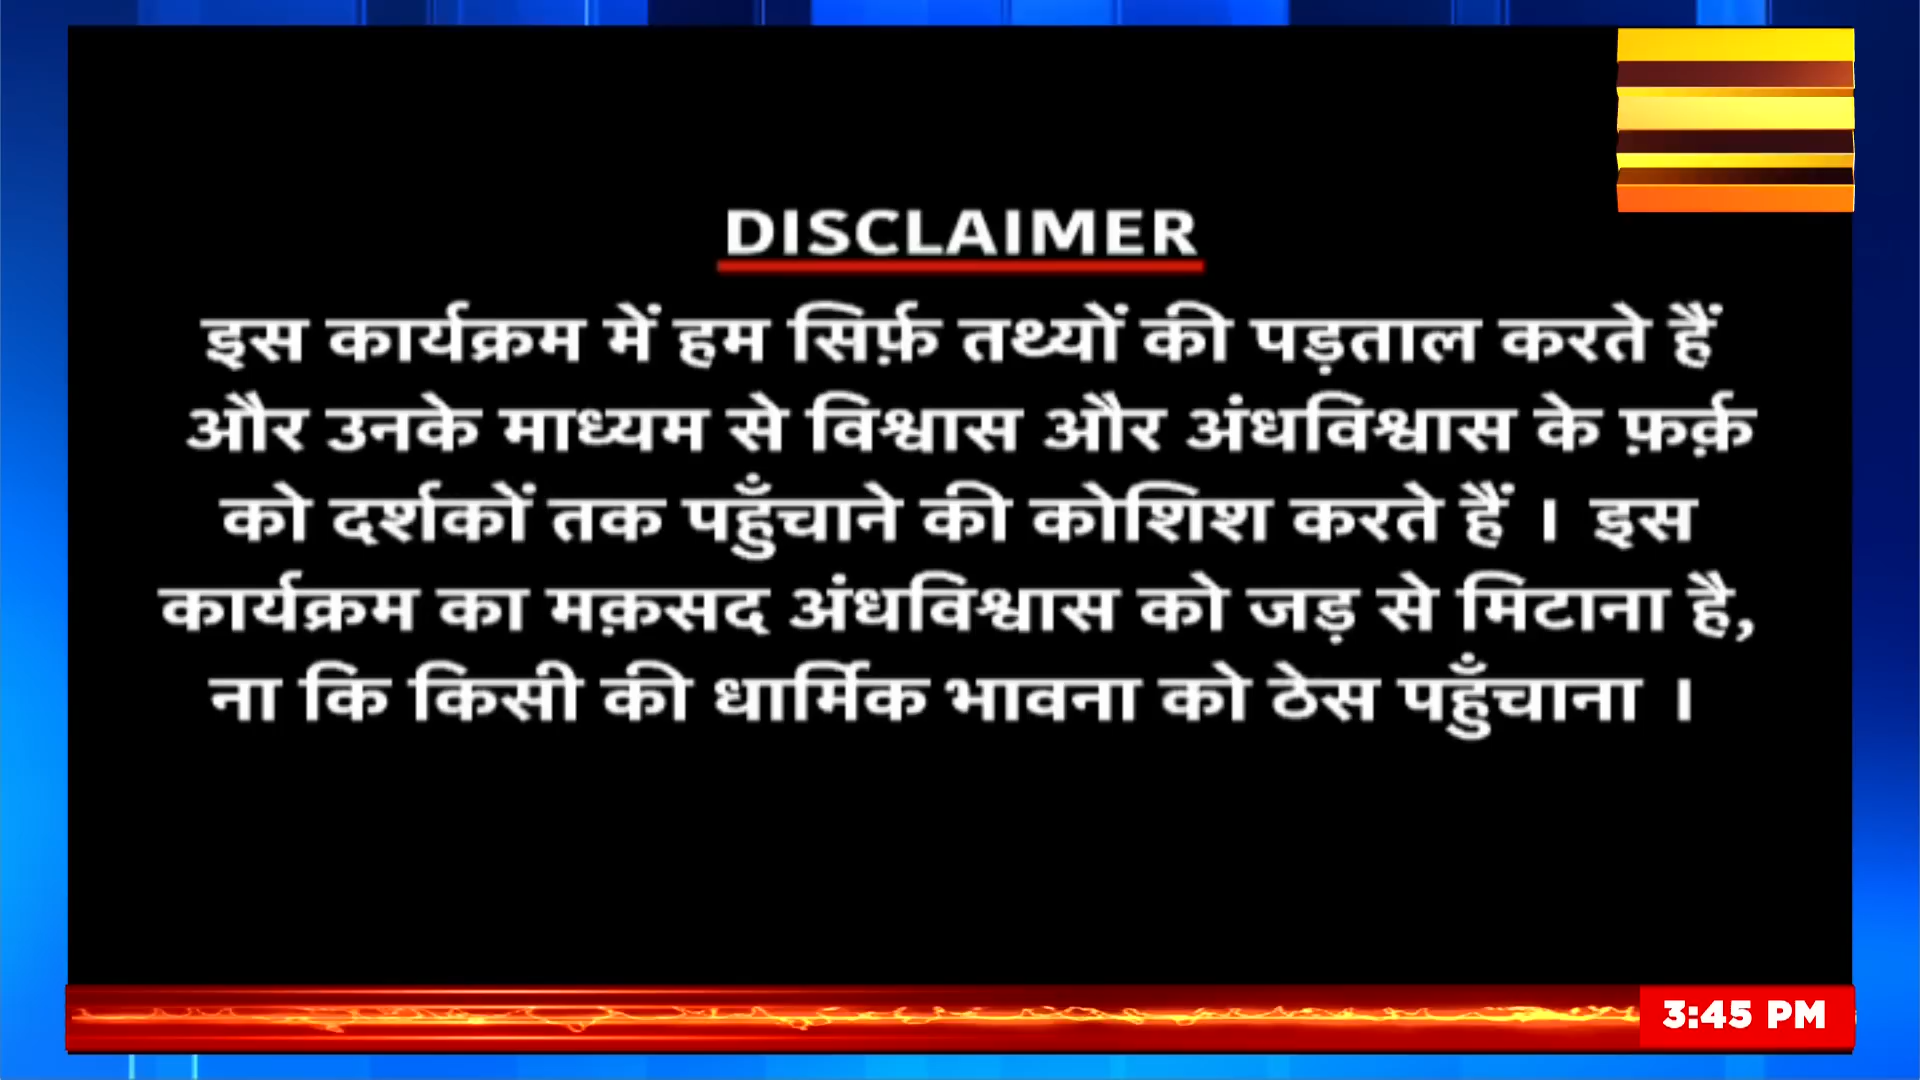 DISCLAIMER
इस कार्यक्रम में हम सिर्फ़ तथ्यों की पड़ताल करते हैं
और उनके माध्यम से विश्वास और अंधविश्वास के फ़र्क़
को दर्शकों तक पहुँचाने की कोशिश करते हैं । इस
कार्यक्रम का मक़सद अंधविश्वास को जड़ से मिटाना है,
ना कि किसी की धार्मिक भावना को ठेस पहुँचाना ।
3:45 PM